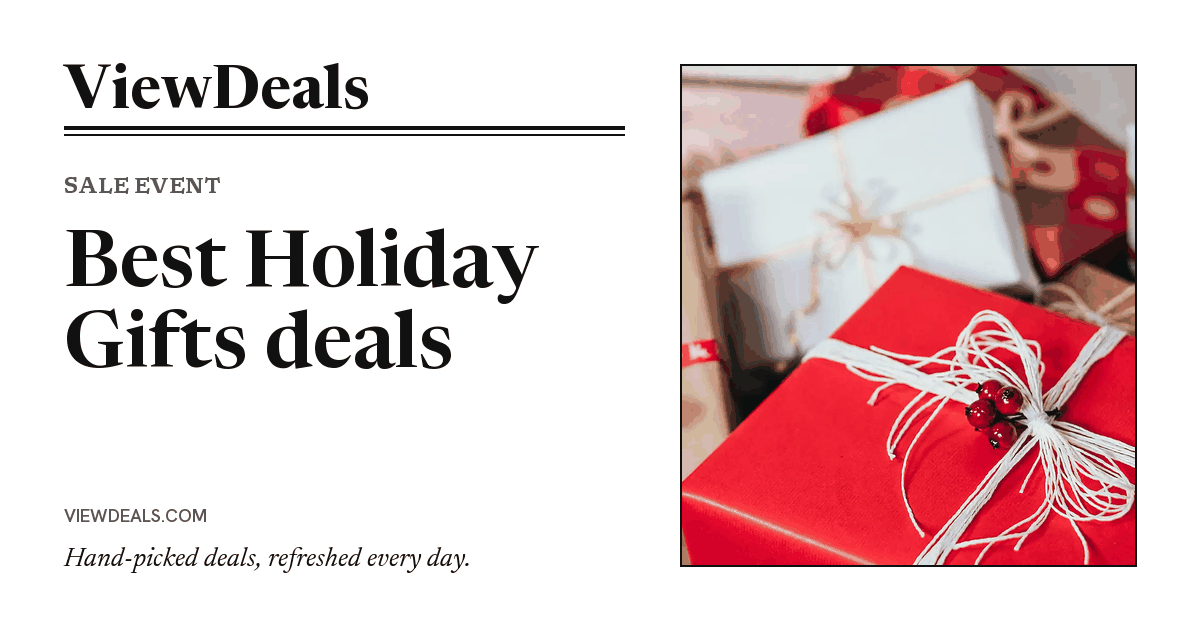 ViewDeals
SALE EVENT
Best Holiday
Gifts deals
VIEWDEALS.COM
Hand-picked deals, refreshed every day.